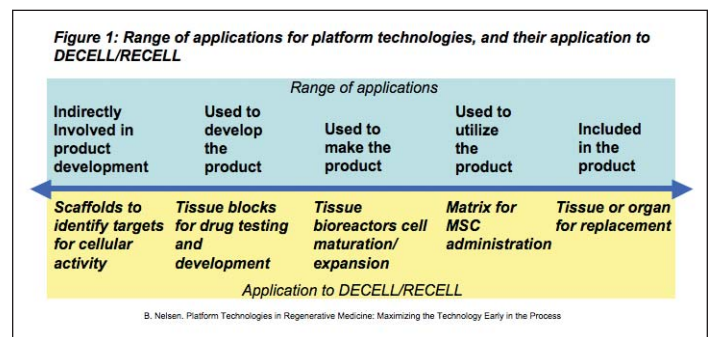 Figure 1: Range of applications for platform technologies, and their application to
DECELL/RECELL
Range of applications
Indirectly
Involved in
product
development
Used to
develop
the
product
Used to
make the
product
Used to
utilize
the
product
Included
in the
product
Scaffolds to
identify targets
for cellular
activity
Tissue blocks
for drug testing
and
development
Tissue
bioreactors cell
maturation/
expansion
Matrix for
MSC
administration
Tissue or organ
for replacement
Application to DECELL/RECELL
B. Nelsen. Platform Technologies in Regenerative Medicine: Maximizing the Technology Early in the Process